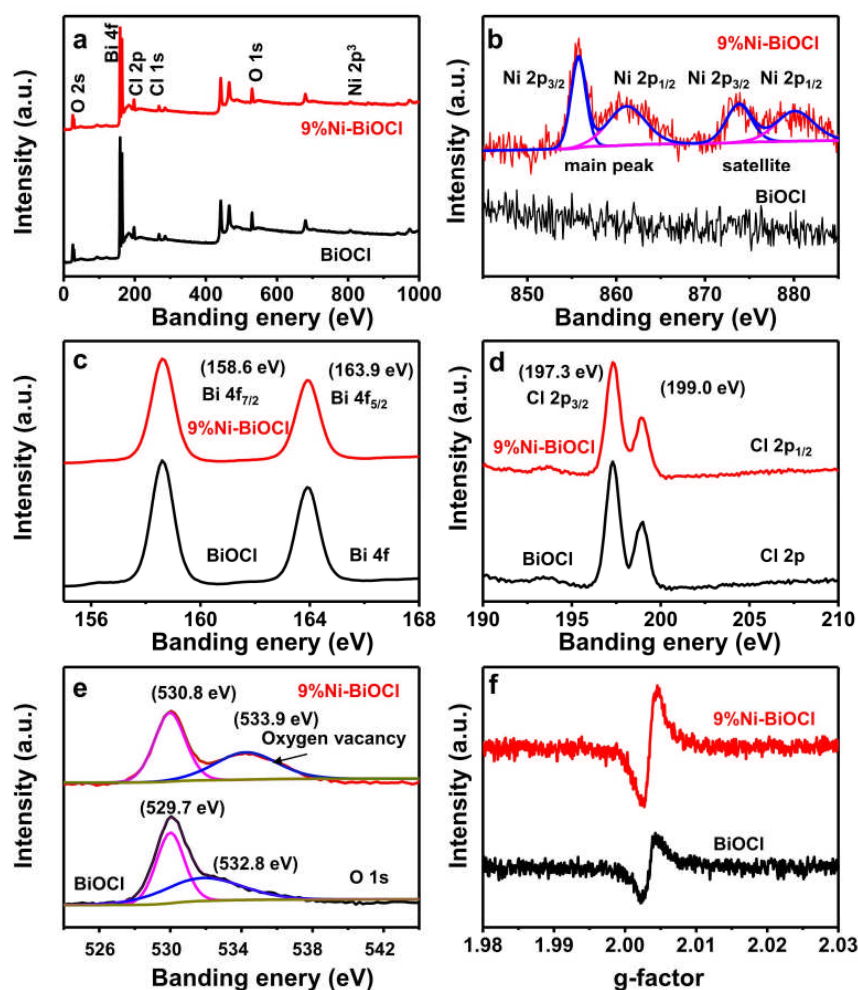 a
O 2s
Bi 4f
Cl 2p
Cl 1s
O 1s
Ni 2p³
9%Ni-BiOCl
BiOCl
Intensity (a.u.)
0 200 400 600 800 1000
Banding enery (eV)
b
9%Ni-BiOCl
Ni 2p3/2 Ni 2p1/2 Ni 2p3/2 Ni 2p1/2
main peak satellite
BiOCl
Intensity (a.u.)
850 860 870 880
Banding enery (eV)
c
(158.6 eV) (163.9 eV)
Bi 4f7/2 Bi 4f5/2
9%Ni-BiOCl
BiOCl Bi 4f
Intensity (a.u.)
156 160 164 168
Banding enery (eV)
d
(197.3 eV) (199.0 eV)
Cl 2p3/2
9%Ni-BiOCl Cl 2p1/2
BiOCl Cl 2p
Intensity (a.u.)
190 195 200 205 210
Banding enery (eV)
e
9%Ni-BiOCl
(530.8 eV)
(533.9 eV)
Oxygen vacancy
(529.7 eV)
(532.8 eV)
BiOCl O 1s
Intensity (a.u.)
526 530 534 538 542
Banding enery (eV)
f
9%Ni-BiOCl
BiOCl
Intensity (a.u.)
1.98 1.99 2.00 2.01 2.02 2.03
g-factor